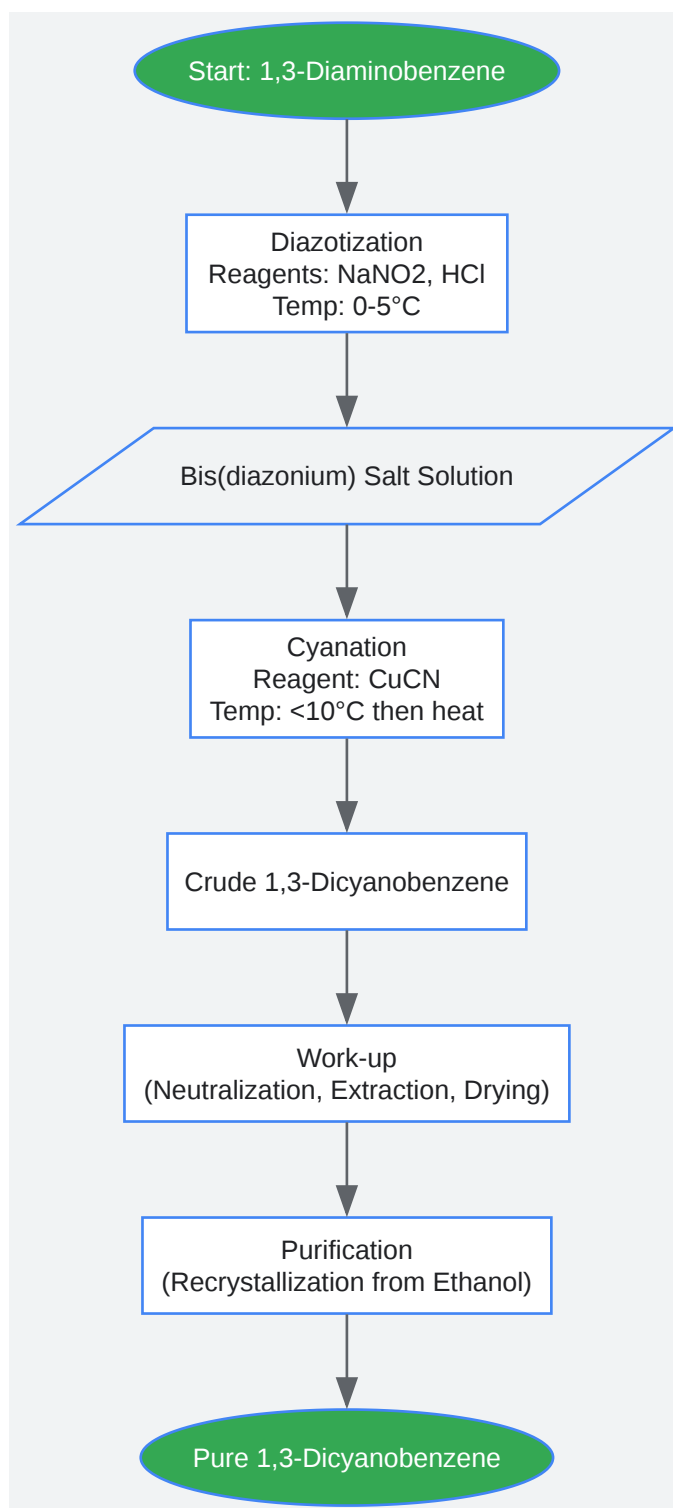 Start: 1,3-Diaminobenzene
Diazotization
Reagents: NaNO2, HCl
Temp: 0-5°C
Bis(diazonium) Salt Solution
Cyanation
Reagent: CuCN
Temp: <10°C then heat
Crude 1,3-Dicyanobenzene
Work-up
(Neutralization, Extraction, Drying)
Purification
(Recrystallization from Ethanol)
Pure 1,3-Dicyanobenzene